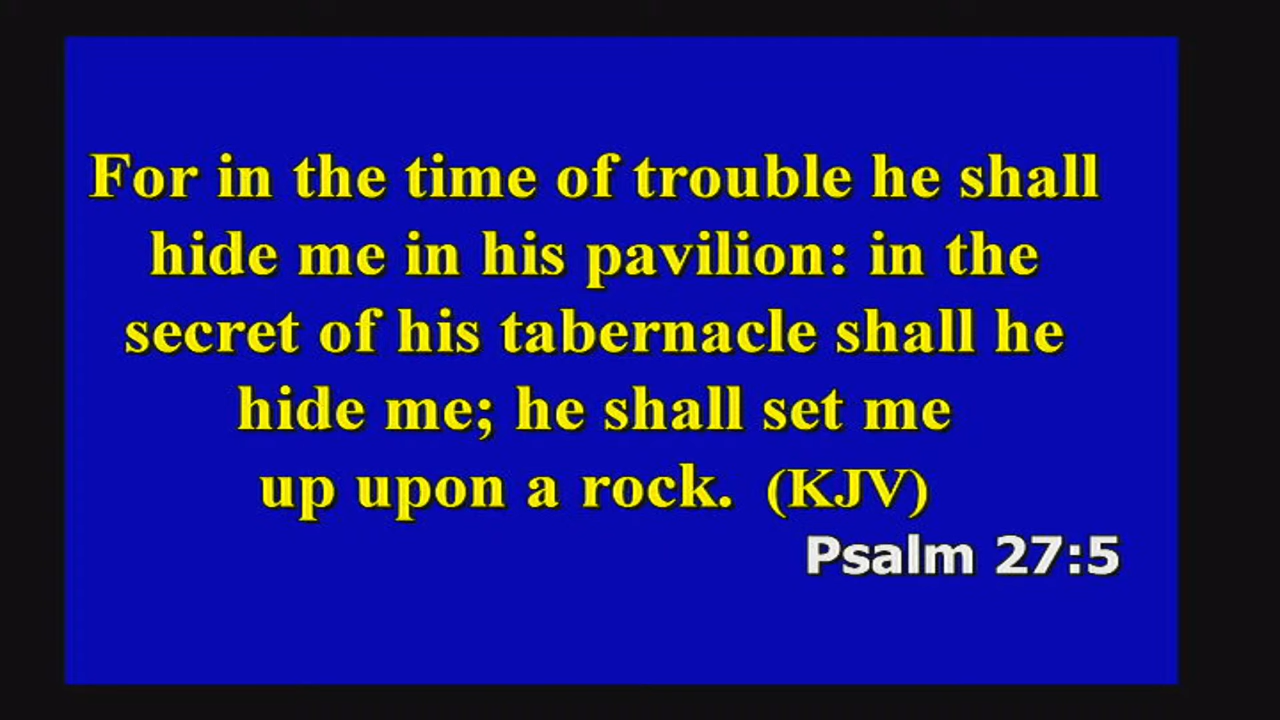 For in the time of trouble he shall
hide me in his pavilion: in the
secret of his tabernacle shall he
hide me; he shall set me
up upon a rock. (KJV)
Psalm 27:5